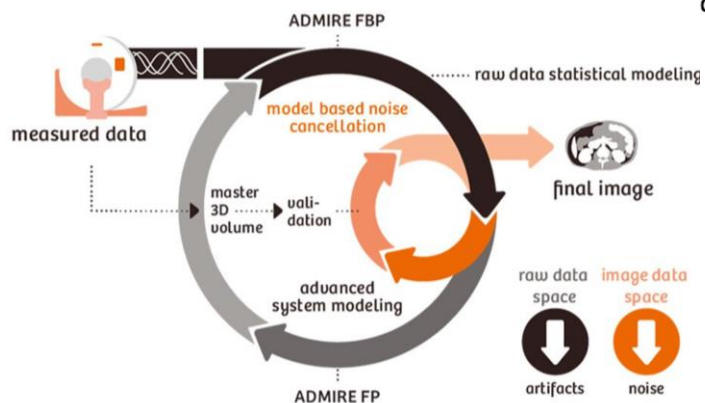 ADMIRE FBP
raw data statistical modeling
measured data
model based noise
cancellation
final image
master
3D
volume
vali-
dation
advanced
system modeling
ADMIRE FP
raw data
space
image data
space
artifacts
noise